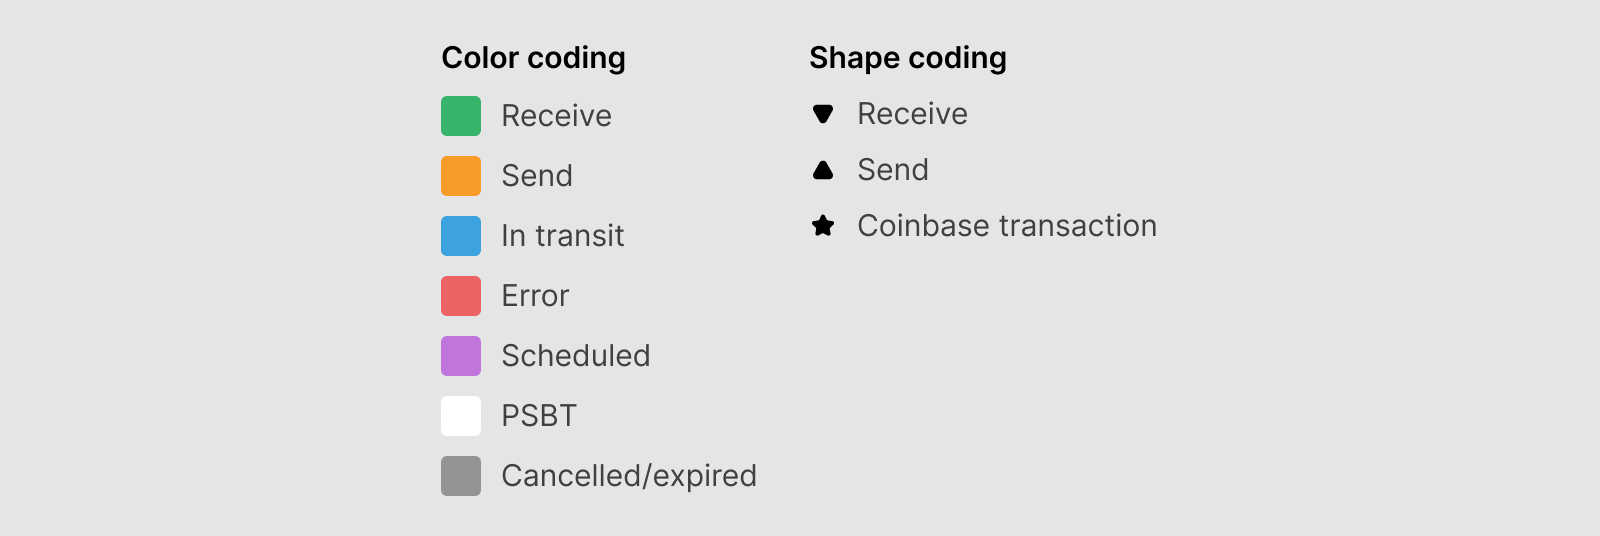 Color coding
Receive
Send
In transit
Error
Scheduled
PSBT
Cancelled/expired
Shape coding
Receive
Send
Coinbase transaction